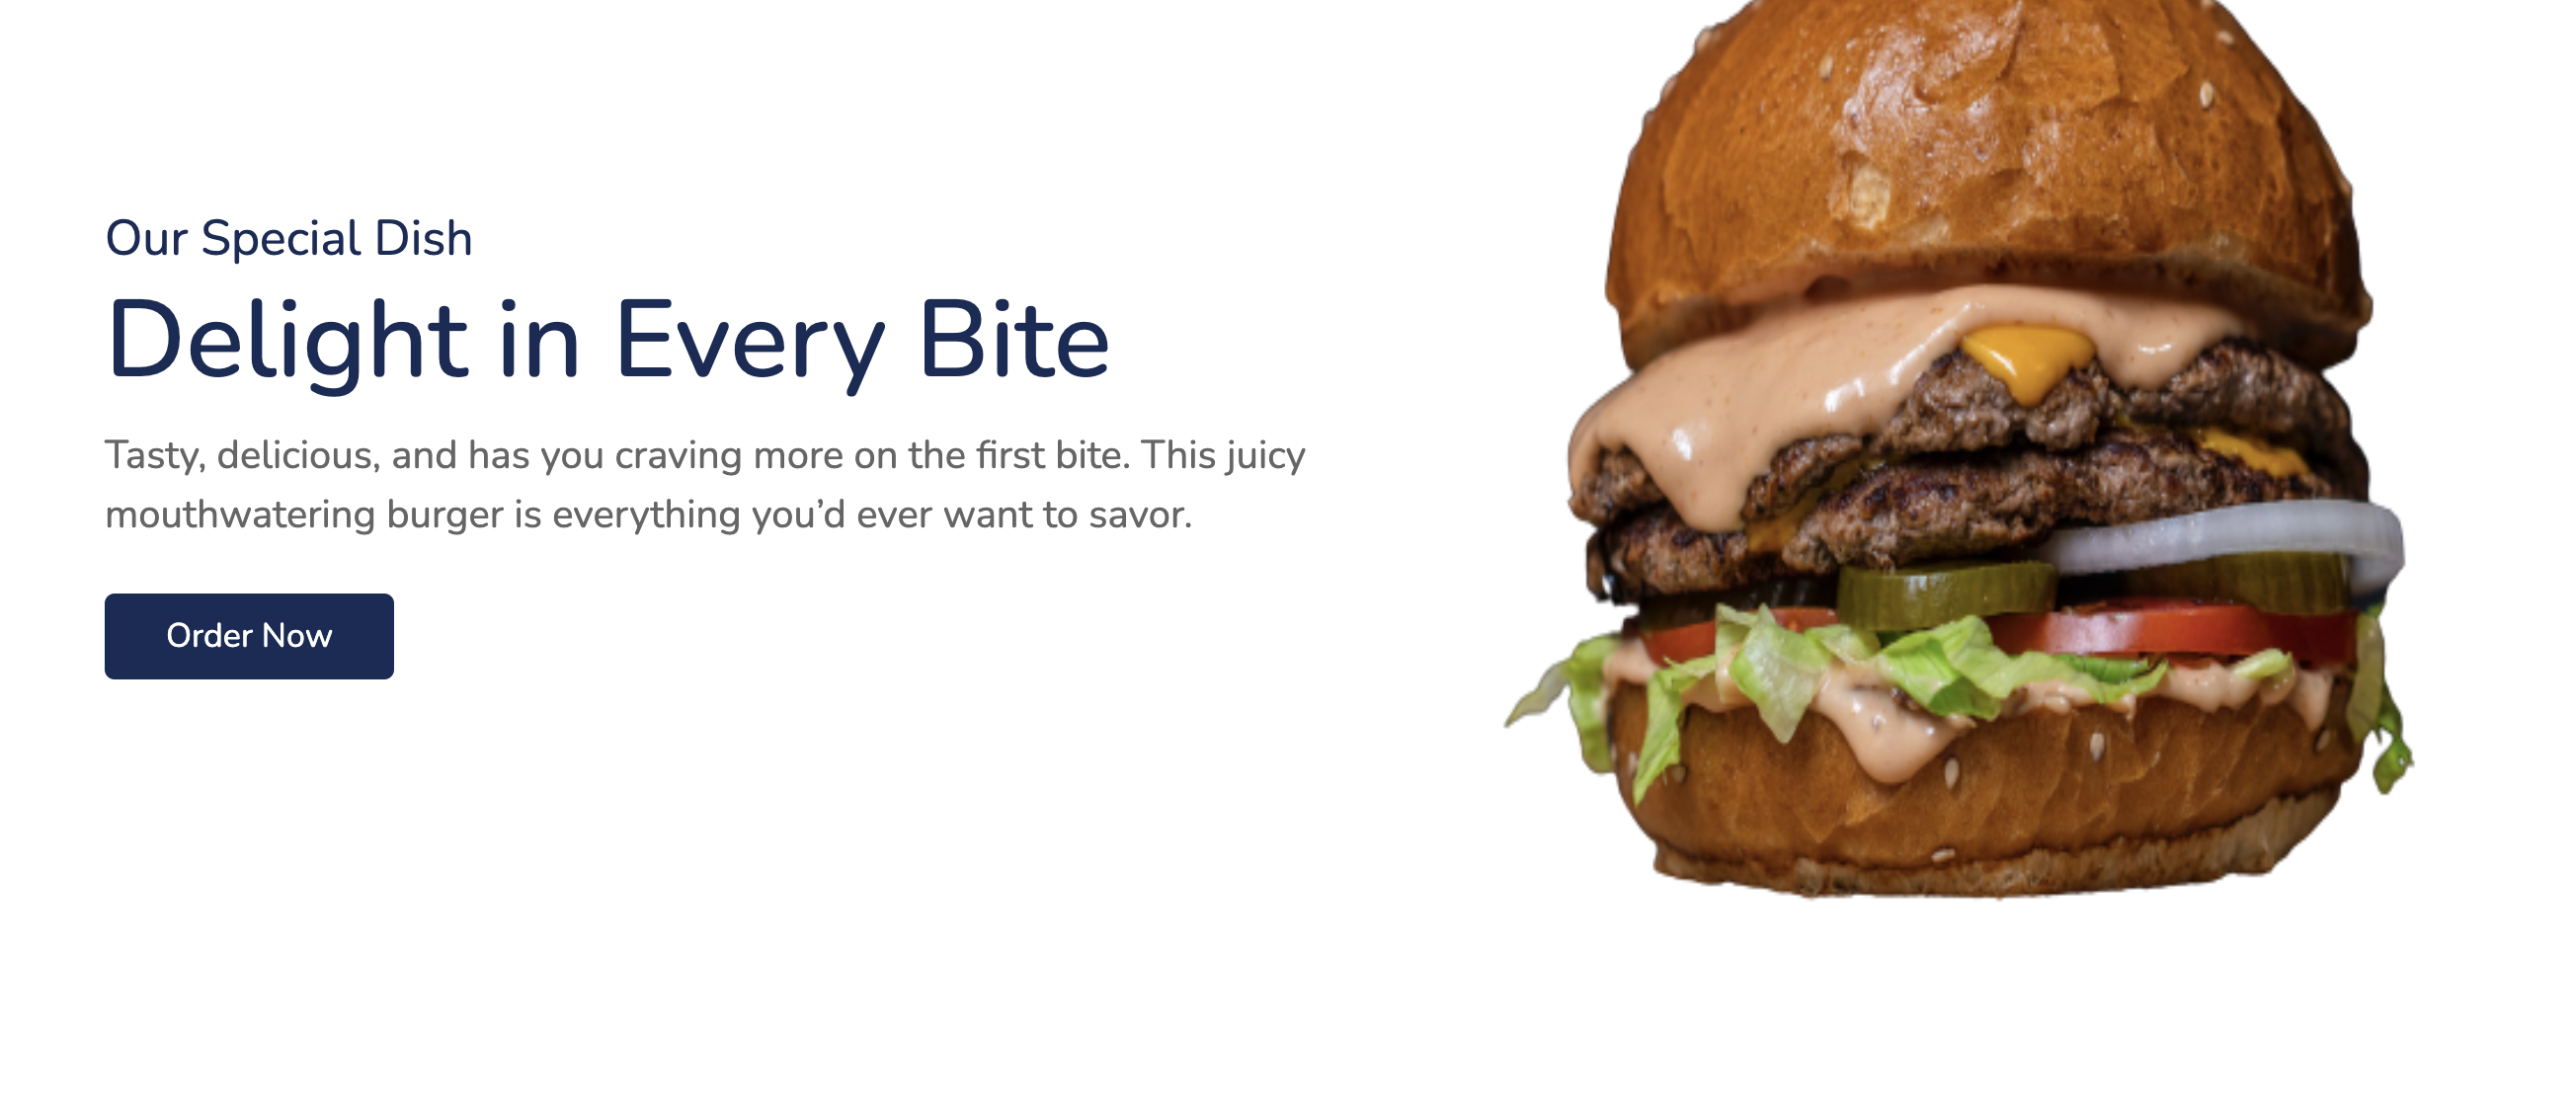 Our Special Dish
Delight in Every Bite
Tasty, delicious, and has you craving more on the first bite. This juicy
mouthwatering burger is everything you’d ever want to savor.
Order Now